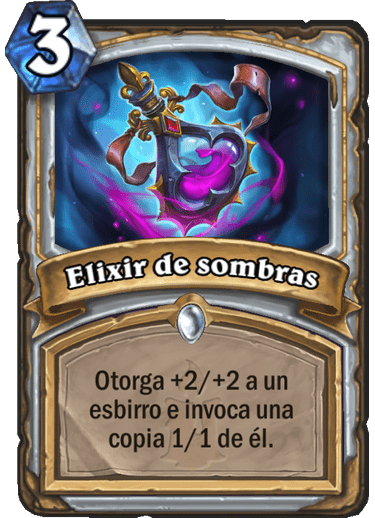 3
Elixir de sombras
Otorga +2/+2 a un
esbirro e invoca una
copia 1/1 de él.